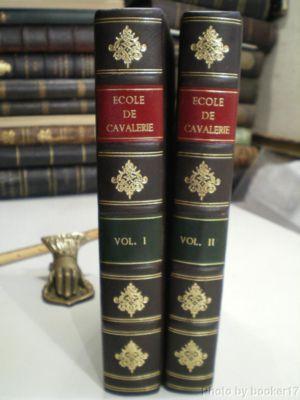 ECOLE
DE
CAVALERIE
VOL. I
ECOLE
DE
CAVALERIE
VOL. II
Photo by booker17